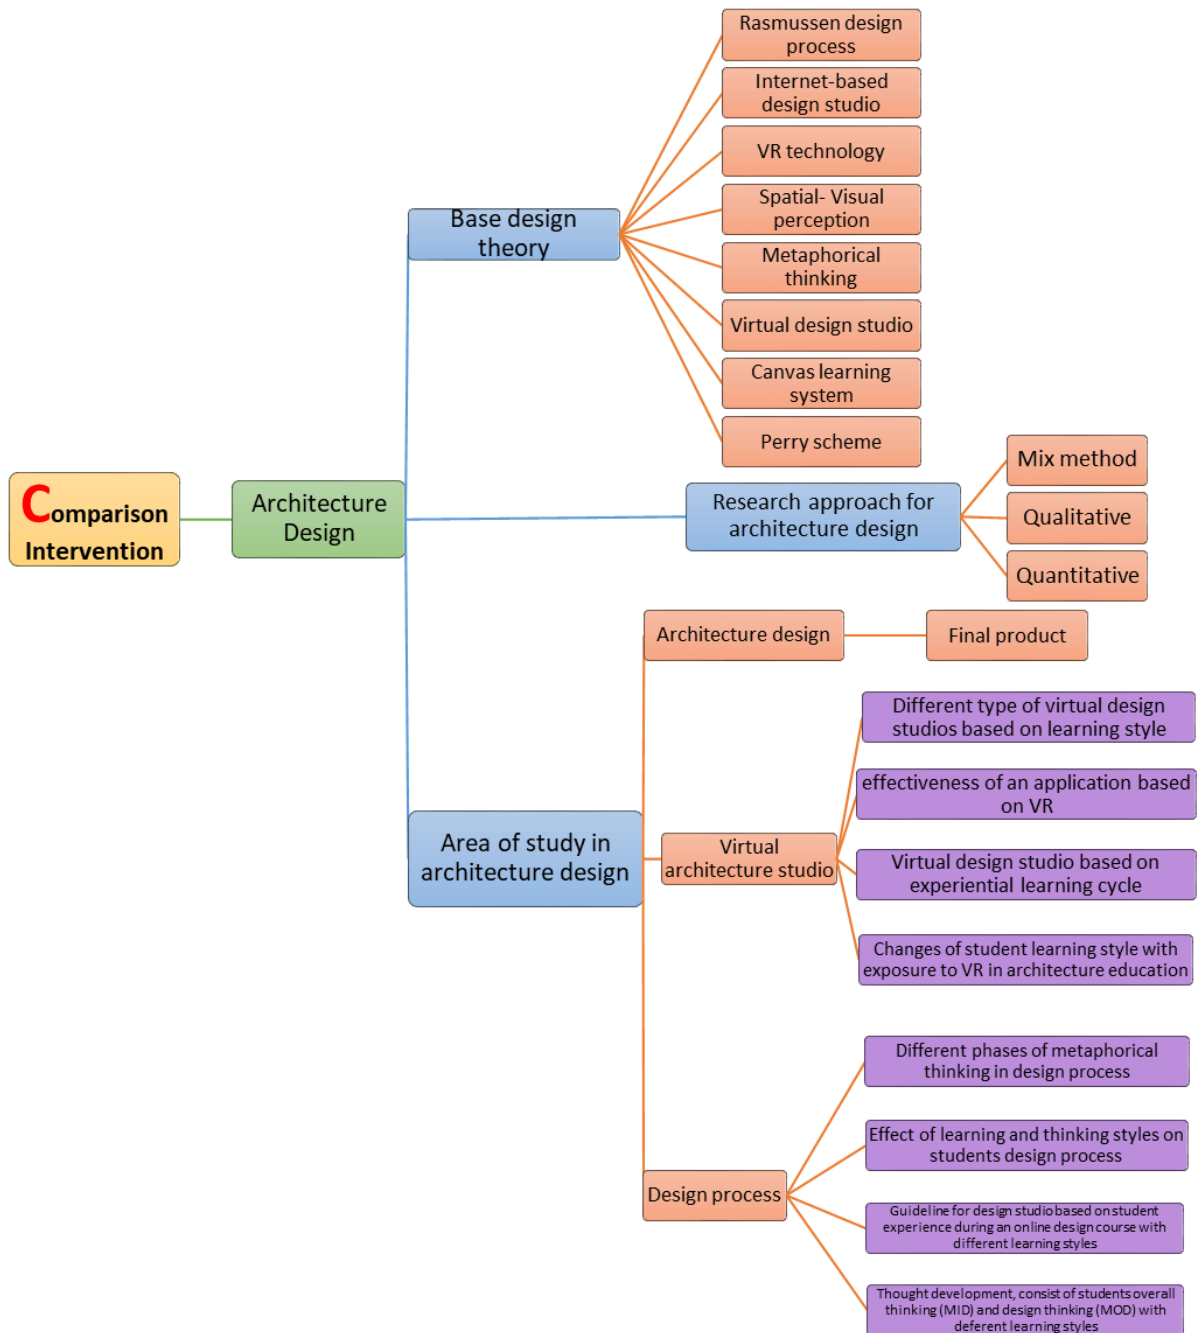 Rasmussen design
process
Internet-based
design studio
VR technology
Spatial- Visual
perception
Base design
theory
Metaphorical
thinking
Virtual design studio
Canvas learning
system
Perry scheme
Comparison
Intervention
Architecture
Design
Research approach for
architecture design
Mix method
Qualitative
Quantitative
Architecture design
Final product
Different type of virtual design
studios based on learning style
effectiveness of an application based
on VR
Area of study in
architecture design
Virtual
architecture studio
Virtual design studio based on
experiential learning cycle
Changes of student learning style with
exposure to VR in architecture education
Different phases of metaphorical
thinking in design process
Effect of learning and thinking styles on
students design process
Design process
Guideline for design studio based on student
experience during an online design course with
different learning styles
Thought development, consist of students overall
thinking (MID) and design thinking (MOD) with
deferent learning styles